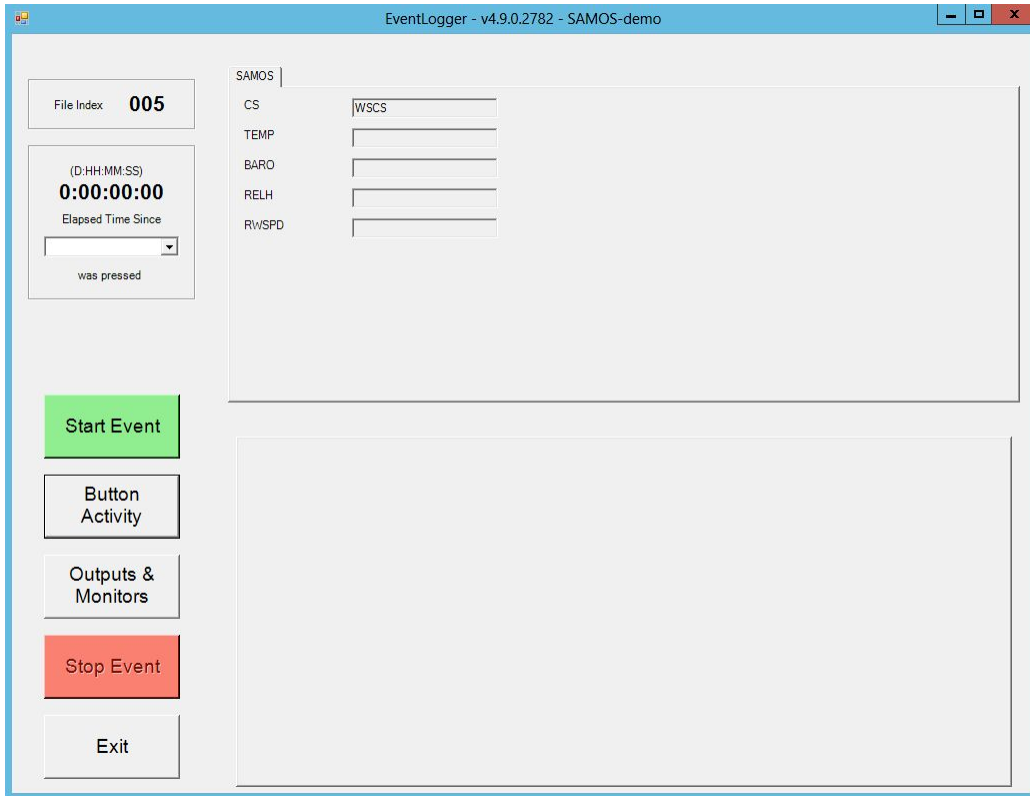 EventLogger - v4.9.0.2782 - SAMOS-demo
File Index 005
(D:HH:MM:SS)
0:00:00:00
Elapsed Time Since
was pressed
Start Event
Button
Activity
Outputs &
Monitors
Stop Event
Exit
SAMOS
CS WSCS
TEMP
BARO
RELH
RWSPD